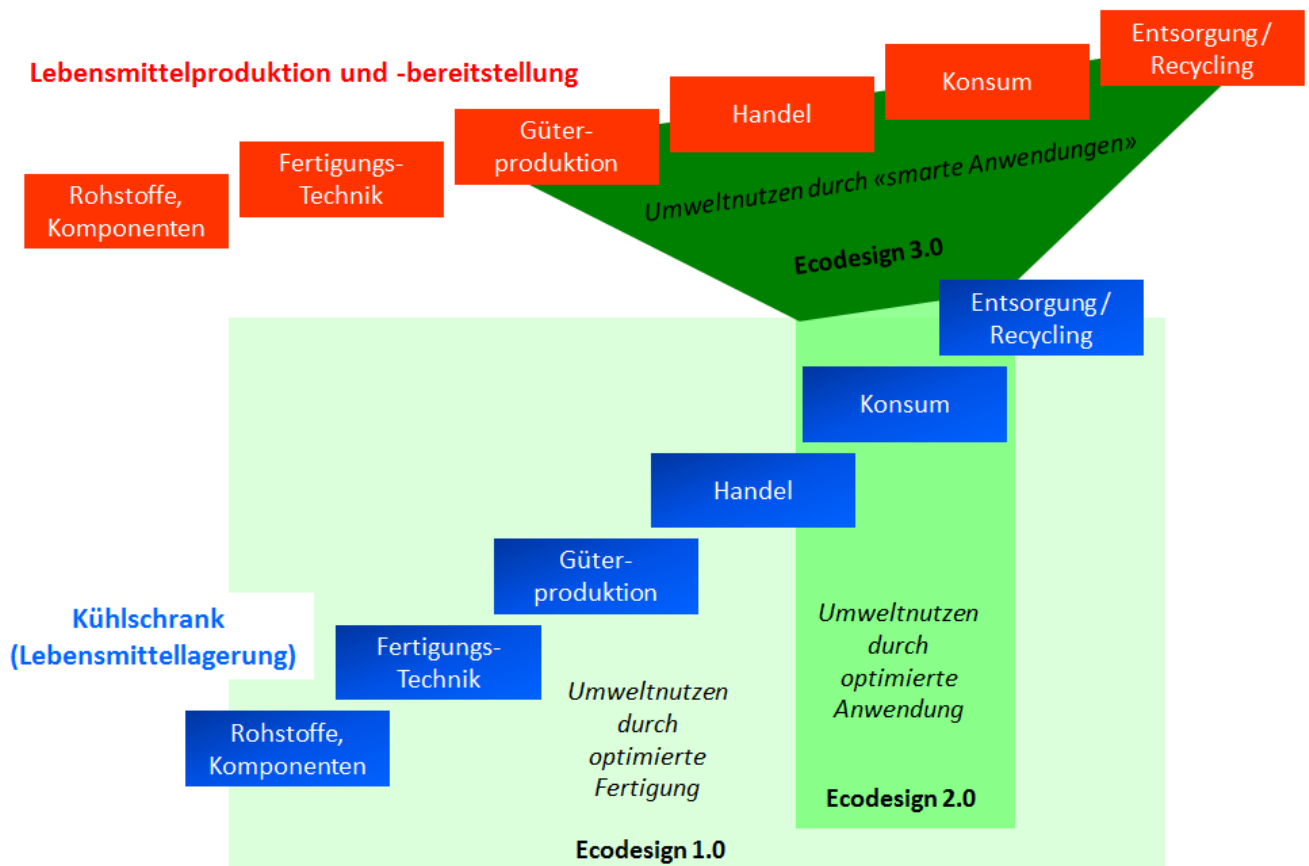 Lebensmittelproduktion und -bereitstellung
Rohstoffe,
Komponenten
Fertigungs-
Technik
Güter-
produktion
Handel
Konsum
Entsorgung /
Recycling
Umweltnutzen durch «smarte Anwendungen»
Ecodesign 3.0
Kühlschrank
(Lebensmittellagerung)
Rohstoffe,
Komponenten
Fertigungs-
Technik
Güter-
produktion
Handel
Konsum
Entsorgung /
Recycling
Umweltnutzen
durch
optimierte
Fertigung
Ecodesign 1.0
Umweltnutzen
durch
optimierte
Anwendung
Ecodesign 2.0